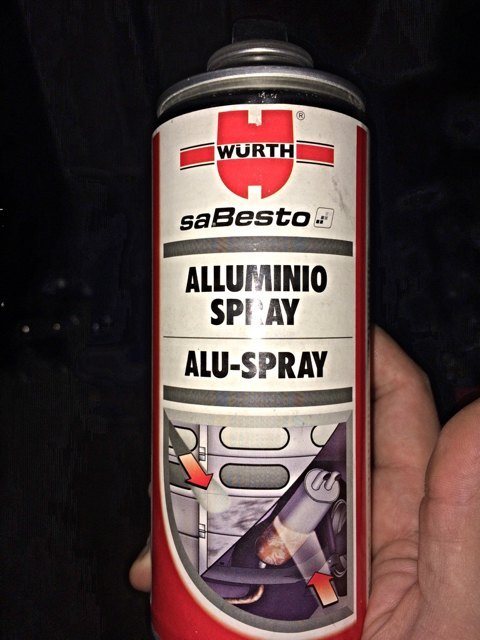 ®
WÜRTH
saBesto
ALLUMINIO
SPRAY
ALU-SPRAY